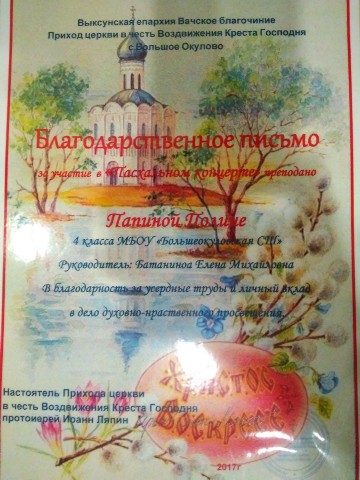 Выксунская епархия Вачское благочиние
Приход церкви в честь Воздвижения Креста Господня
с.Большое Окулово
Благодарственное письмо
за участие в «Пасхальном концерте» преподано
Папиной Полине
4 класса МБОУ «Большеокуловская СШ»
Руководитель: Батаниноа Елена Михайловна
В благодарность за усердные труды и личный вклад
в дело духовно-нраственного просвещения.
Христос
Воскресе
Настоятель Прихода церкви
в честь Воздвижения Креста Господня
протоиерей Иоанн Ляпин
2017г